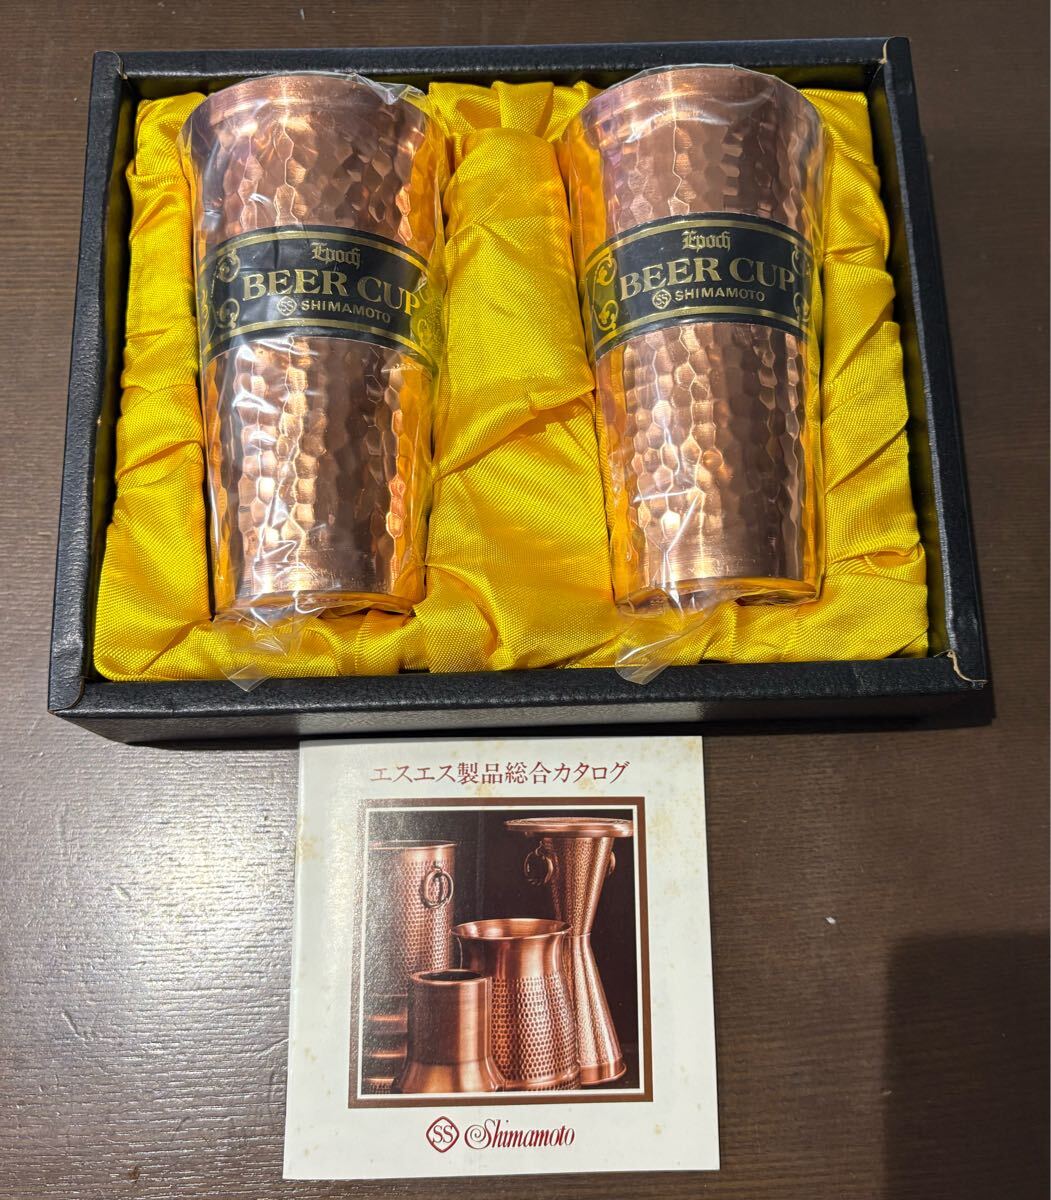 Epoch
BEER CUP
SS SHIMAMOTO
Epoch
BEER CUP
SS SHIMAMOTO
エスエス製品総合カタログ
SS Shimamoto